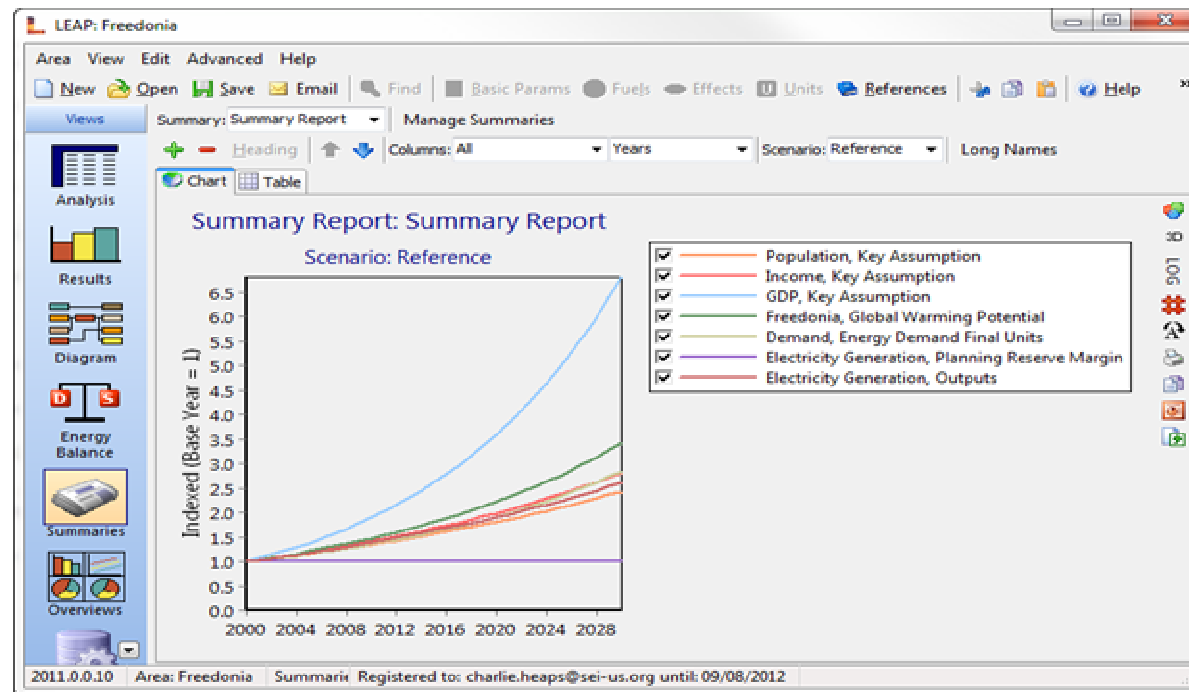 LEAP: Freedonia
Area View Edit Advanced Help
New Open Save Email Find Basic Params Fuels Effects Units References Help »
Views
Summary: Summary Report Manage Summaries
Heading Columns: All Years Scenario: Reference Long Names
Chart Table
Analysis
Results
Diagram
Energy
Balance
Summaries
Overviews
Summary Report: Summary Report
Scenario: Reference
Indexed (Base Year = 1)
6.5
6.0
5.5
5.0
4.5
4.0
3.5
3.0
2.5
2.0
1.5
1.0
0.5
0.0
2000 2004 2008 2012 2016 2020 2024 2028
Population, Key Assumption
Income, Key Assumption
GDP, Key Assumption
Freedonia, Global Warming Potential
Demand, Energy Demand Final Units
Electricity Generation, Planning Reserve Margin
Electricity Generation, Outputs
3D
LOG
2011.0.0.10 Area: Freedonia Summarie Registered to: charlie.heaps@sei-us.org until: 09/08/2012